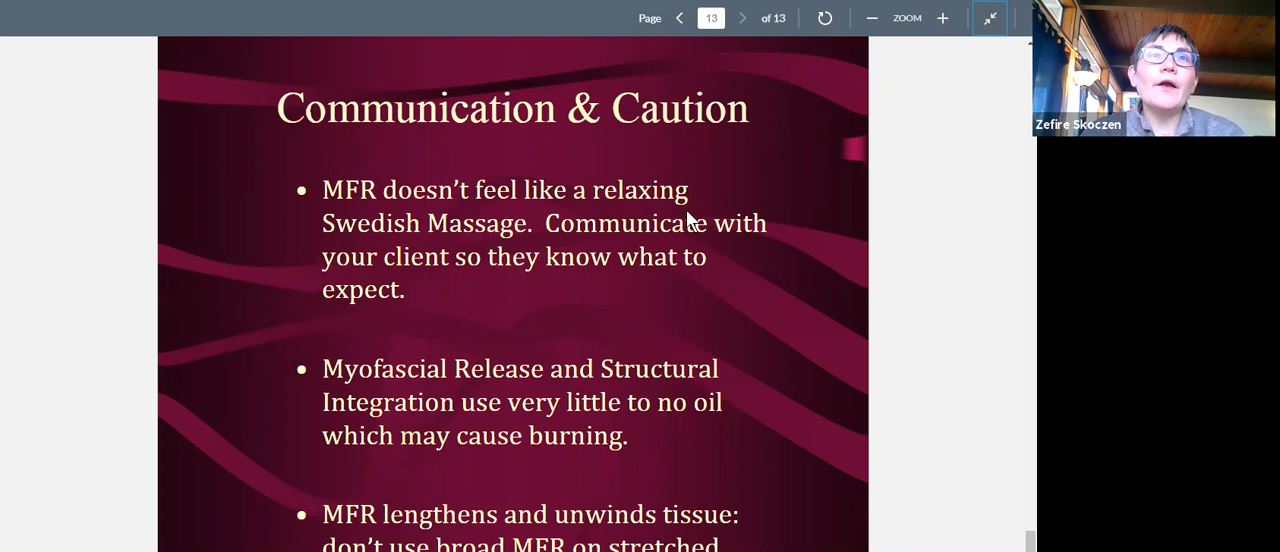 Page 13 of 13 ZOOM
Zefire Skoczen
Communication & Caution
• MFR doesn't feel like a relaxing
Swedish Massage.  Communicate with
your client so they know what to
expect.
• Myofascial Release and Structural
Integration use very little to no oil
which may cause burning.
• MFR lengthens and unwinds tissue:
don't use broad MFR on stretched